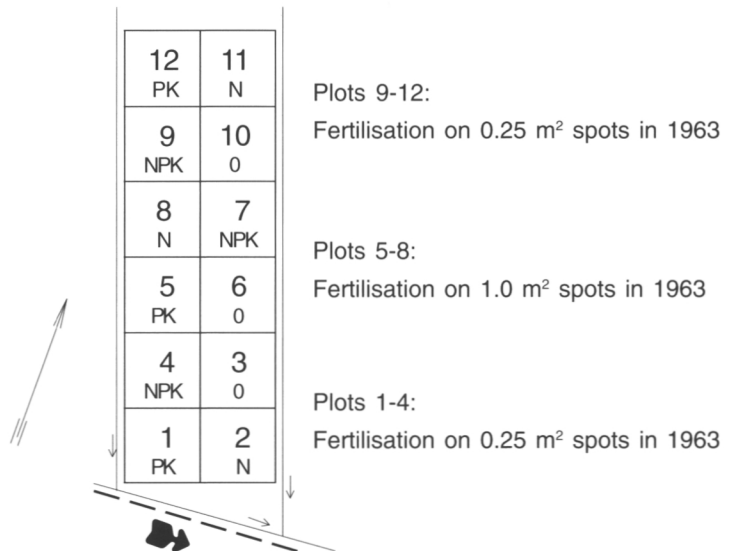 12 11
PK N
Plots 9-12:
Fertilisation on 0.25 m² spots in 1963
9 10
NPK 0
8 7
N NPK
Plots 5-8:
Fertilisation on 1.0 m² spots in 1963
5 6
PK 0
4 3
NPK 0
Plots 1-4:
Fertilisation on 0.25 m² spots in 1963
1 2
PK N